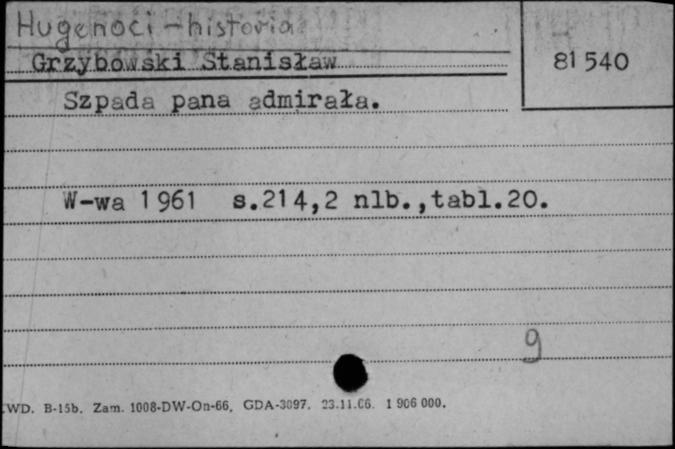 Hugenoci - historia
Grzybowski Stanisław
81 540
Szpada pana admirała.
W-wa 1961 s.214,2 nlb.,tabl.20.
9
WD. B-15b. Zam. 1008-DW-On-66. GDA-3097. 23.11.66. 1 906 000.